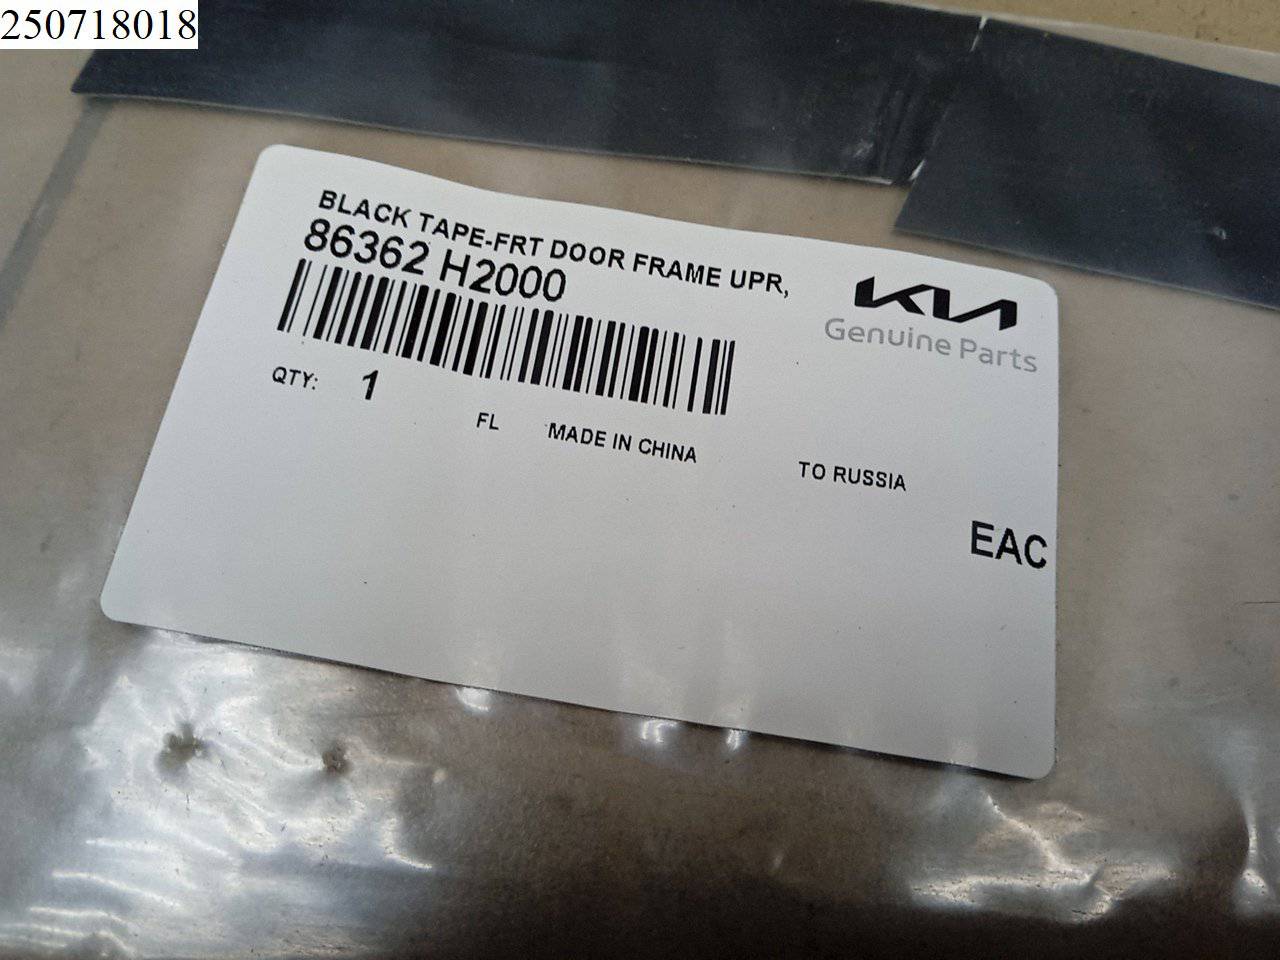 250718018
BLACK TAPE-FRT DOOR FRAME UPR,
86362 H2000
KIA
Genuine Parts
QTY: 1
FL MADE IN CHINA TO RUSSIA
EAC